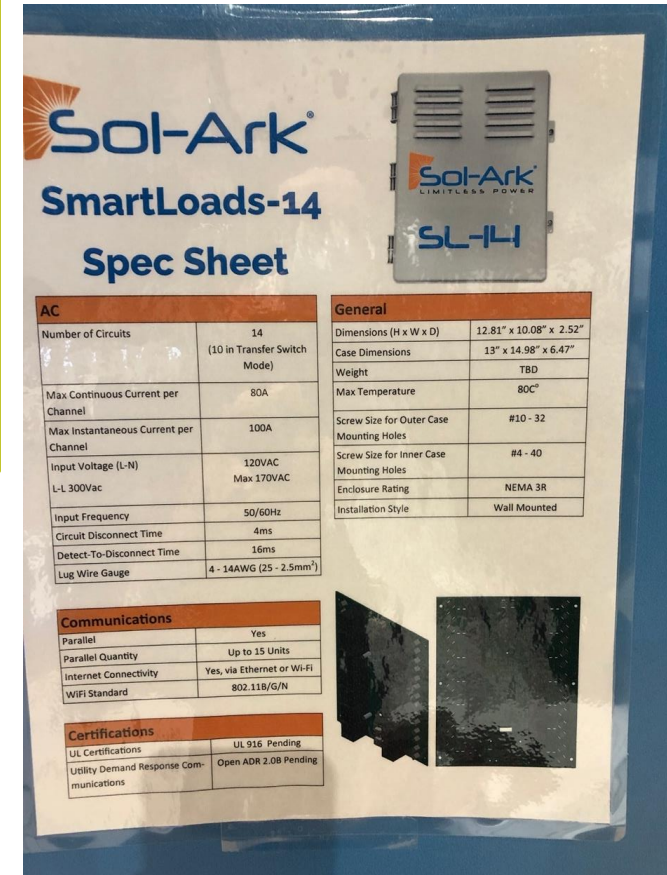 Sol-Ark®
SmartLoads-14
Spec Sheet
Sol-Ark®
LIMITLESS POWER
SL-14
AC
Number of Circuits 14
(10 in Transfer Switch
Mode)
Max Continuous Current per 80A
Channel
Max Instantaneous Current per 100A
Channel
Input Voltage (L-N) 120VAC
Max 170VAC
L-L 300Vac
Input Frequency 50/60Hz
Circuit Disconnect Time 4ms
Detect-To-Disconnect Time 16ms
Lug Wire Gauge 4 - 14AWG (25 - 2.5mm²)
General
Dimensions (H x W x D) 12.81” x 10.08” x 2.52”
Case Dimensions 13” x 14.98” x 6.47”
Weight TBD
Max Temperature 80C°
Screw Size for Outer Case #10 - 32
Mounting Holes
Screw Size for Inner Case #4 - 40
Mounting Holes
Enclosure Rating NEMA 3R
Installation Style Wall Mounted
Communications
Parallel Yes
Parallel Quantity Up to 15 Units
Internet Connectivity Yes, via Ethernet or Wi-Fi
WiFi Standard 802.11B/G/N
Certifications
UL Certifications UL 916 Pending
Utility Demand Response Com- Open ADR 2.0B Pending
munications